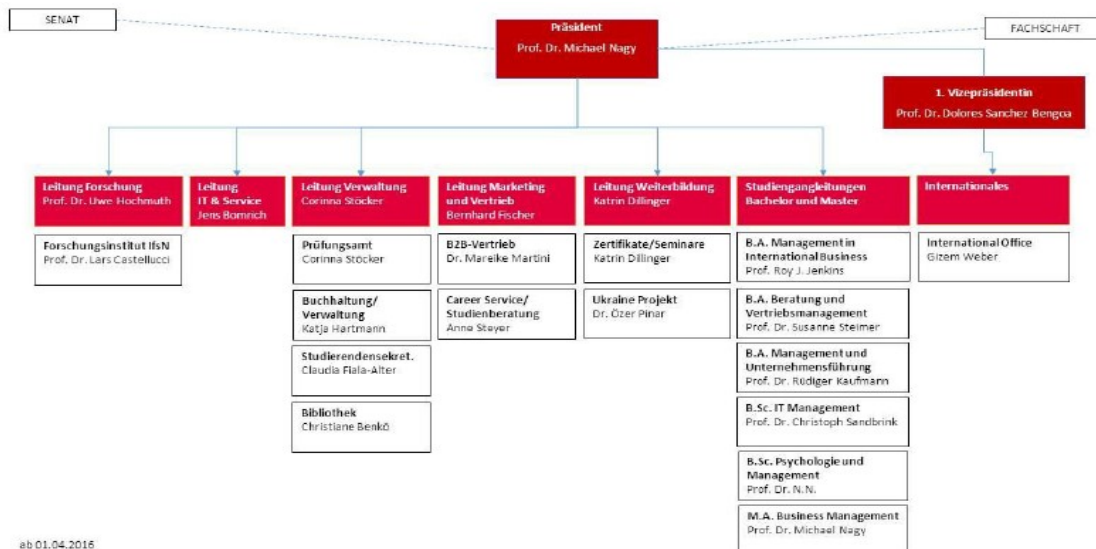 SENAT
Präsident
Prof. Dr. Michael Nagy
FACHSCHAFT
1. Vizepräsidentin
Prof. Dr. Dolores Sanchez Bengoa
Leitung Forschung
Prof. Dr. Uwe Hochmuth
Leitung
IT & Service
Jens Bomrich
Leitung Verwaltung
Corinna Stöcker
Leitung Marketing
und Vertrieb
Bernhard Fischer
Leitung Weiterbildung
Katrin Dillinger
Studiengangleitungen
Bachelor und Master
Internationales
Forschungsinstitut IfsN
Prof. Dr. Lars Castellucci
Prüfungsamt
Corinna Stöcker
Buchhaltung/
Verwaltung
Katja Hartmann
Studierendensekret.
Claudia Fiala-Alter
Bibliothek
Christiane Benkö
B2B-Vertrieb
Dr. Mareike Martini
Career Service/
Studienberatung
Anne Steyer
Zertifikate/Seminare
Katrin Dillinger
Ukraine Projekt
Dr. Özer Pinar
B.A. Management in
International Business
Prof. Roy J. Jenkins
B.A. Beratung und
Vertriebsmanagement
Prof. Dr. Susanne Steimer
B.A. Management und
Unternehmensführung
Prof. Dr. Rüdiger Kaufmann
B.Sc. IT Management
Prof. Dr. Christoph Sandbrink
B.Sc. Psychologie und
Management
Prof. Dr. N.N.
M.A. Business Management
Prof. Dr. Michael Nagy
International Office
Gizem Weber
ab 01.04.2016